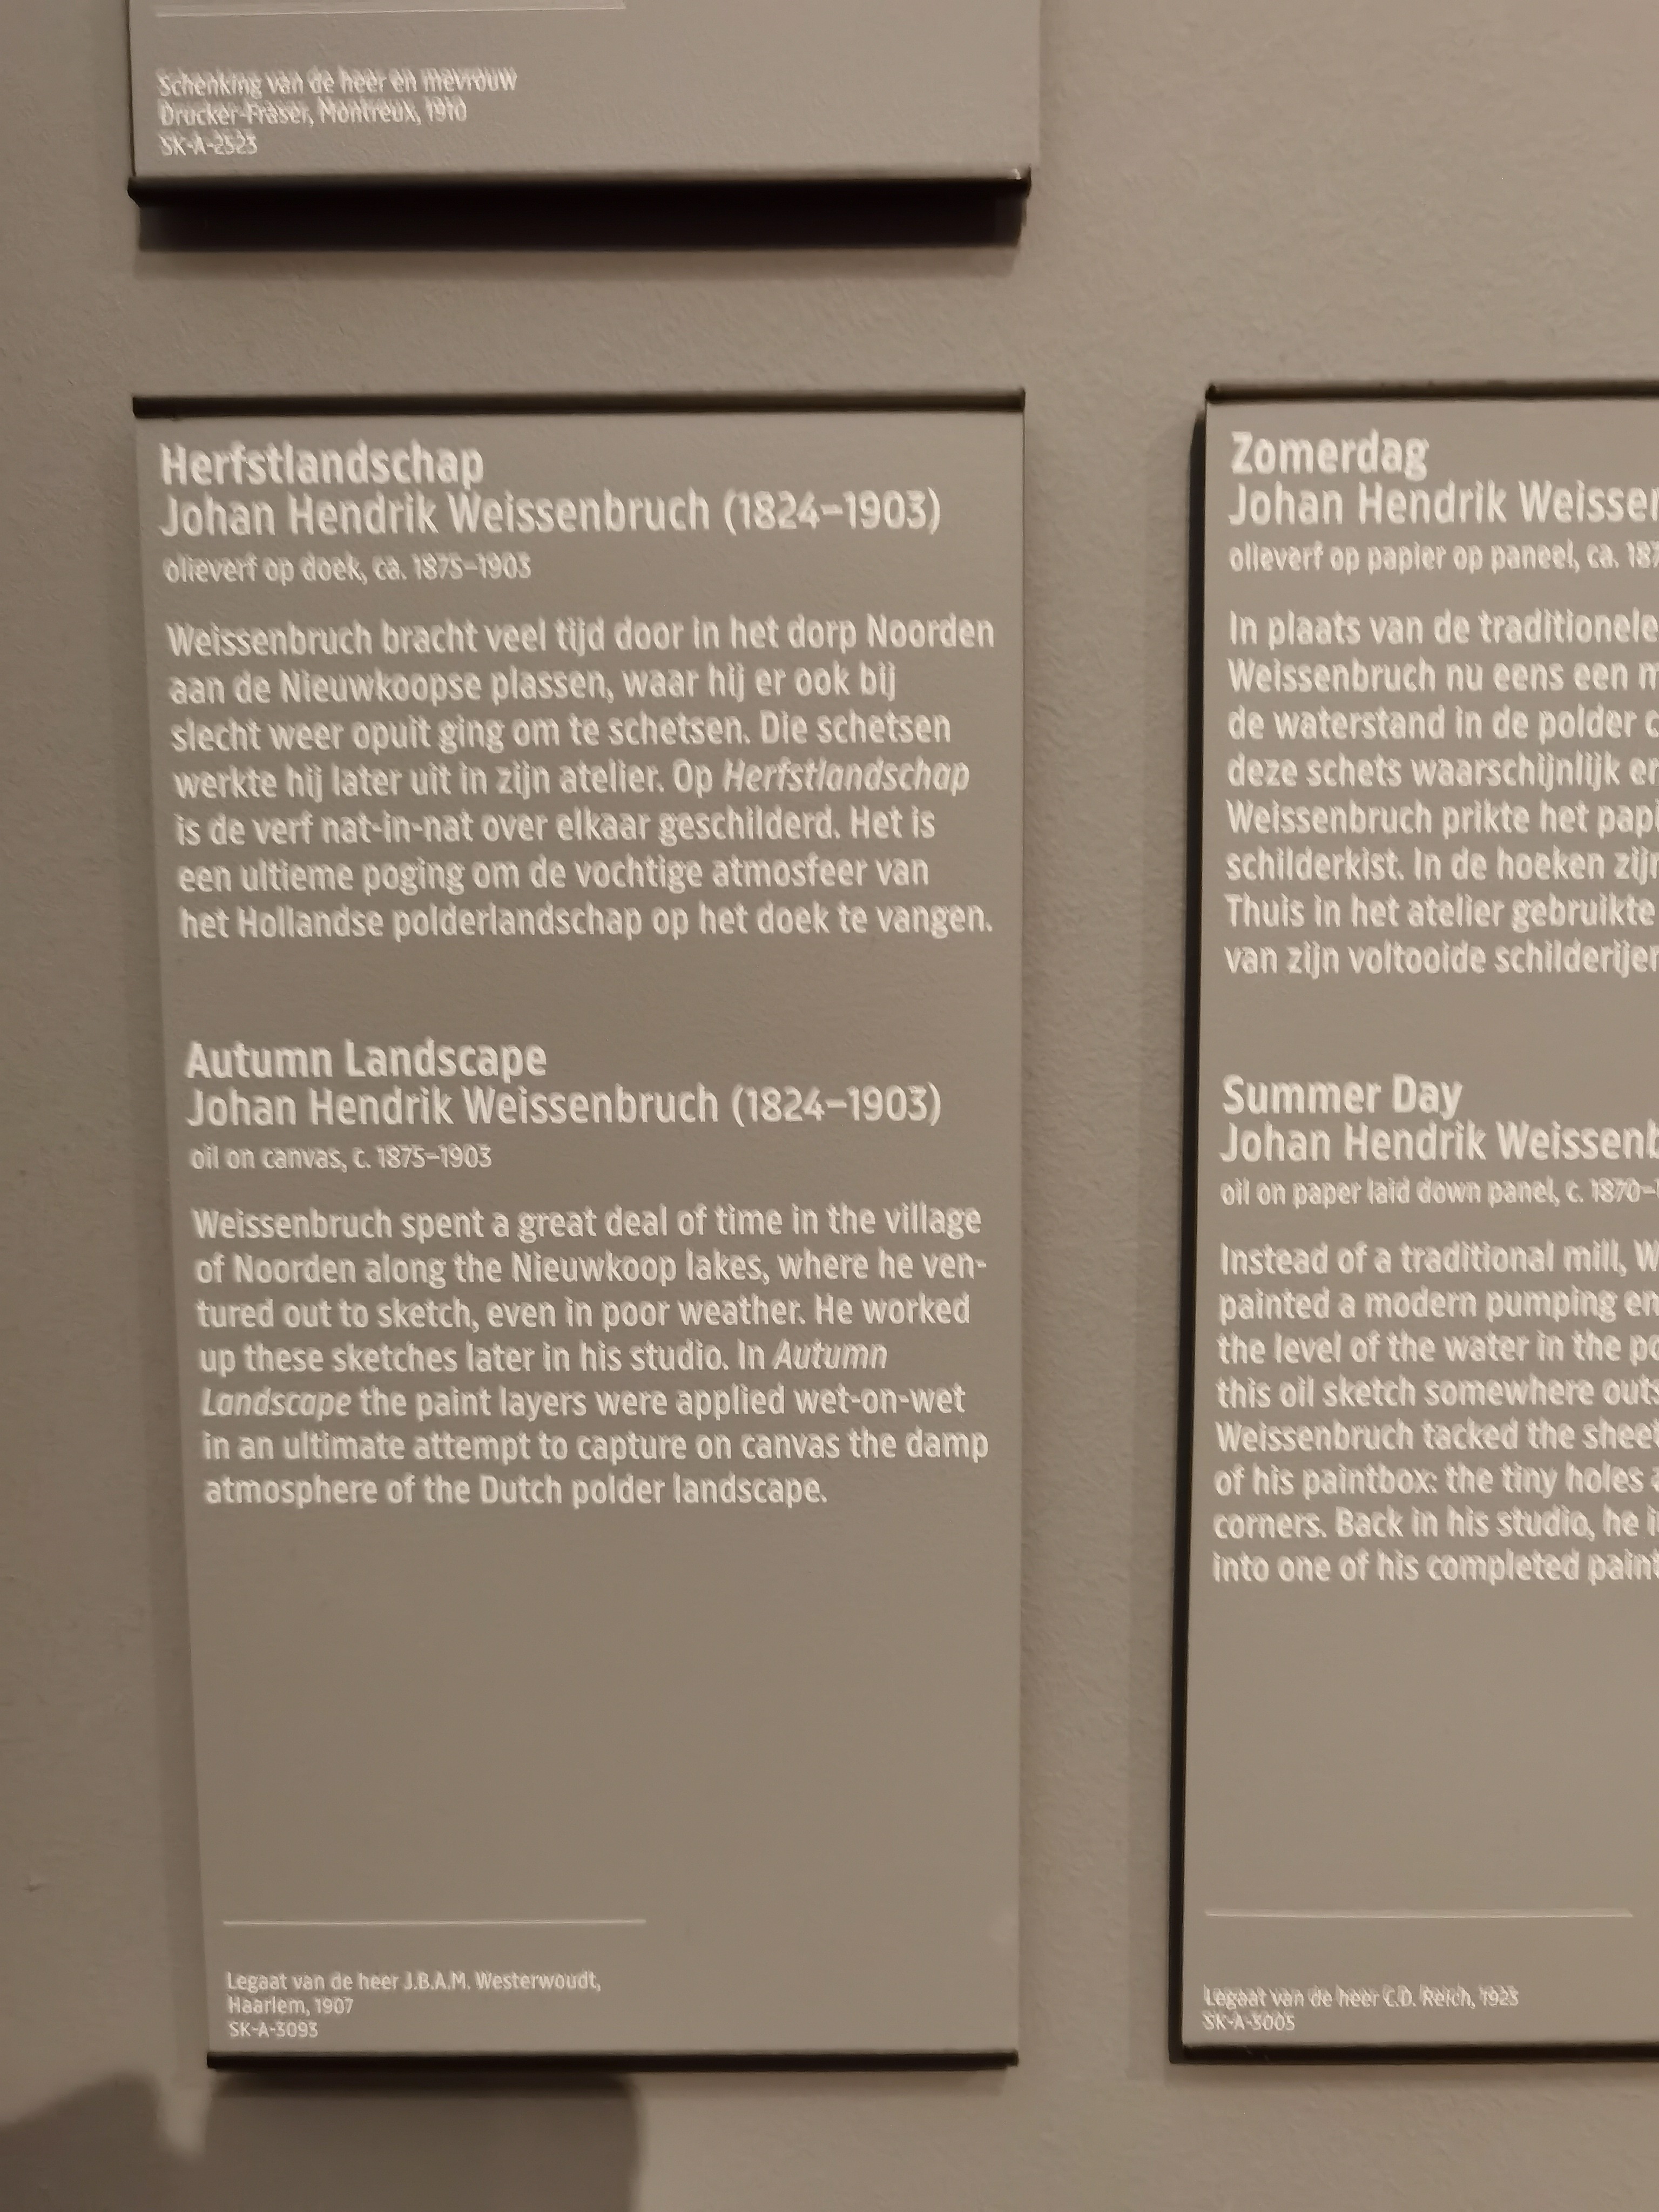 Schenking van de heer en mevrouw
Drucker-Fraser, Montreux, 1910
SK-A-2523
Herfstlandschap
Johan Hendrik Weissenbruch (1824–1903)
olieverf op doek, ca. 1875–1903
Weissenbruch bracht veel tijd door in het dorp Noorden
aan de Nieuwkoopse plassen, waar hij er ook bij
slecht weer opuit ging om te schetsen. Die schetsen
werkte hij later uit in zijn atelier. Op Herfstlandschap
is de verf nat-in-nat over elkaar geschilderd. Het is
een ultieme poging om de vochtige atmosfeer van
het Hollandse polderlandschap op het doek te vangen.
Autumn Landscape
Johan Hendrik Weissenbruch (1824–1903)
oil on canvas, c. 1875–1903
Weissenbruch spent a great deal of time in the village
of Noorden along the Nieuwkoop lakes, where he ven-
tured out to sketch, even in poor weather. He worked
up these sketches later in his studio. In Autumn
Landscape the paint layers were applied wet-on-wet
in an ultimate attempt to capture on canvas the damp
atmosphere of the Dutch polder landscape.
Legaat van de heer J.B.A.M. Westerwoudt,
Haarlem, 1907
SK-A-3093
Zomerdag
Johan Hendrik Weissen
olieverf op papier op paneel, ca. 187
In plaats van de traditionele
Weissenbruch nu eens een m
de waterstand in de polder
deze schets waarschijnlijk er
Weissenbruch prikte het papi
schilderkist. In de hoeken zijn
Thuis in het atelier gebruikte
van zijn voltooide schilderijen
Summer Day
Johan Hendrik Weissenb
oil on paper laid down panel, c. 1870–
Instead of a traditional mill, W
painted a modern pumping en
the level of the water in the po
this oil sketch somewhere outs
Weissenbruch tacked the sheet
of his paintbox: the tiny holes a
corners. Back in his studio, he i
into one of his completed paint
Legaat van de heer C.D. Reich, 1923
SK-A-3005